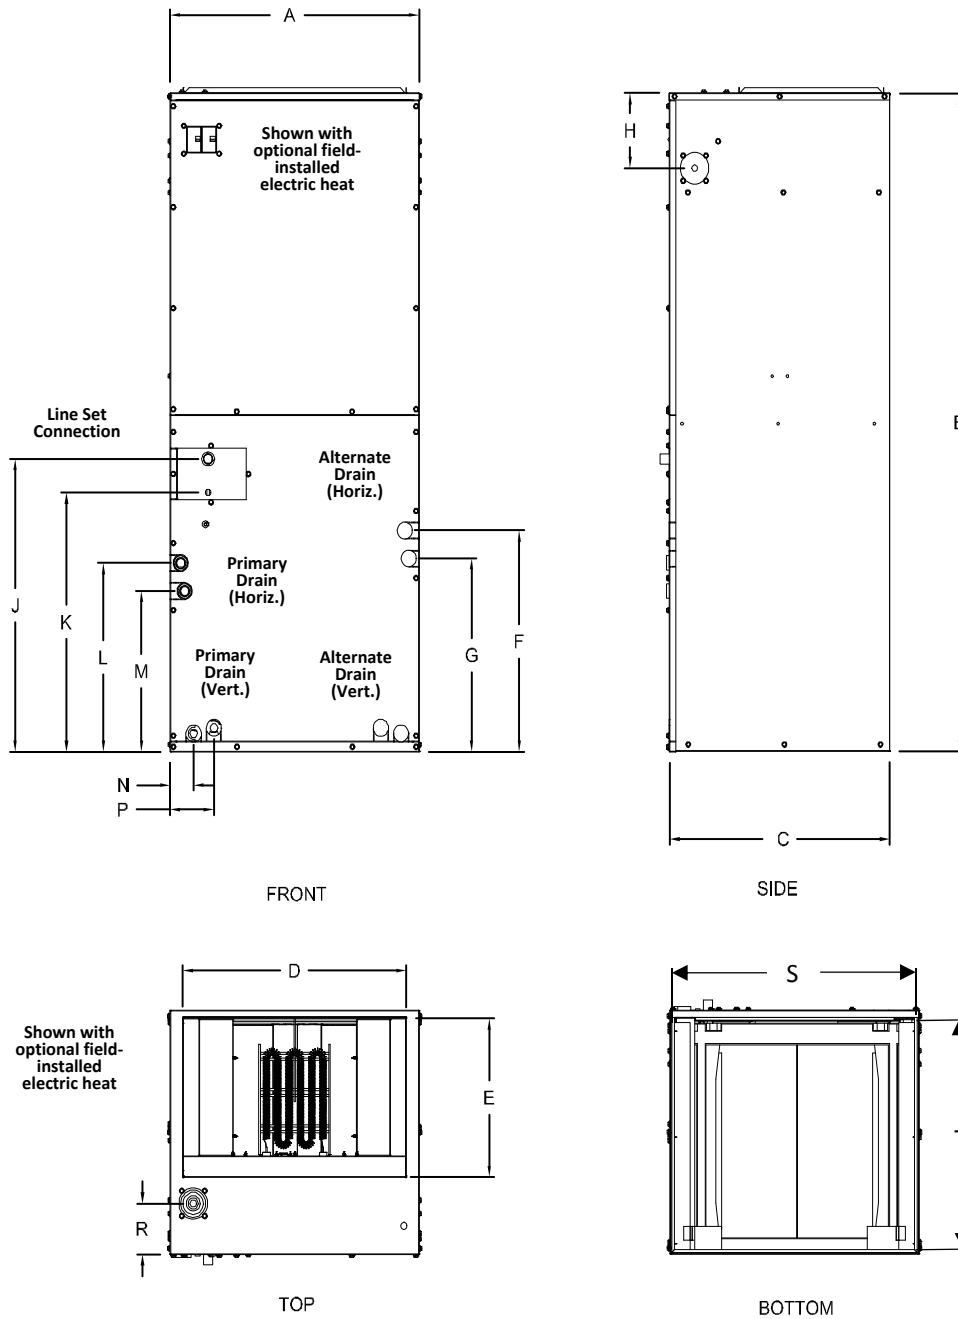 A
Shown with
optional field-
installed
electric heat
H
Line Set
Connection
Alternate
Drain
(Horiz.)
Primary
Drain
(Horiz.)
J
K
L
M
F
G
Primary
Drain
(Vert.)
Alternate
Drain
(Vert.)
N
P
C
FRONT
SIDE
D
S
Shown with
optional field-
installed
electric heat
E
R
TOP
BOTTOM